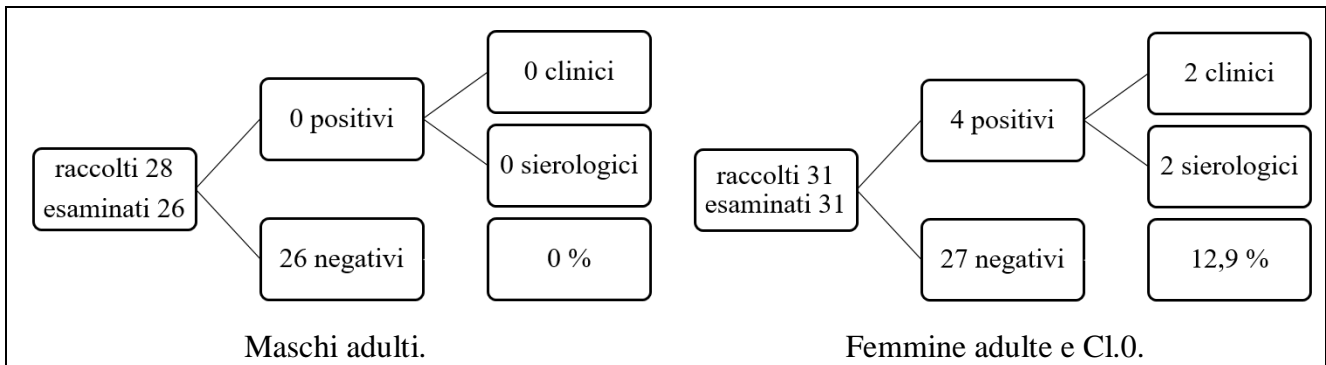 raccolti 28
esaminati 26
0 positivi
26 negativi
0 clinici
0 sierologici
0 %
Maschi adulti.
raccolti 31
esaminati 31
4 positivi
27 negativi
2 clinici
2 sierologici
12,9 %
Femmine adulte e Cl.0.